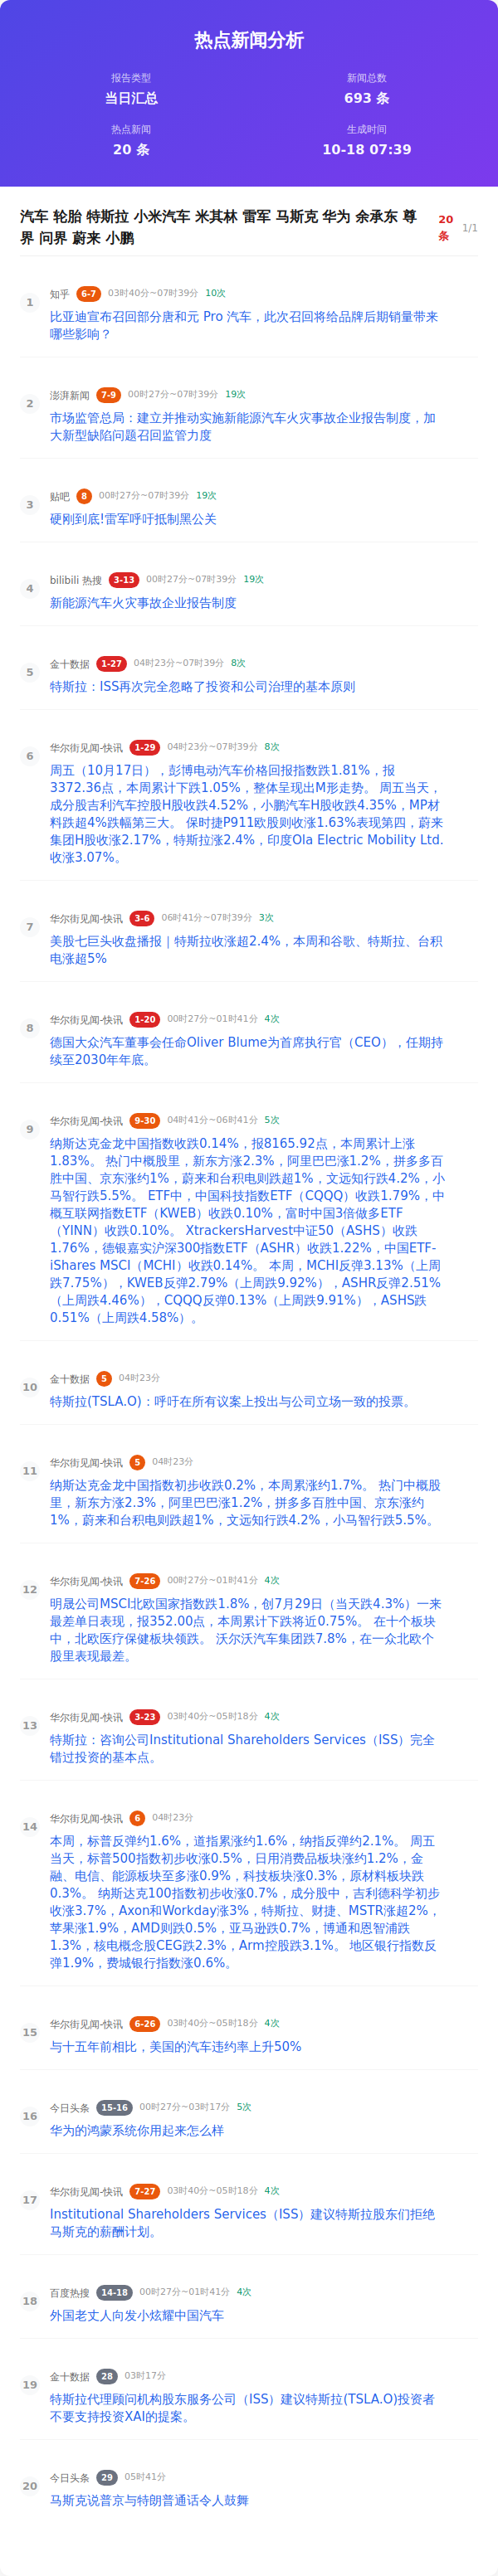 热点新闻分析
报告类型
当日汇总
新闻总数
693 条
热点新闻
20 条
生成时间
10-18 07:39
汽车 轮胎 特斯拉 小米汽车 米其林 雷军 马斯克 华为 余承东 尊
界 问界 蔚来 小鹏
20
条
1/1
1
知乎 6-7 03时40分~07时39分 10次
比亚迪宣布召回部分唐和元 Pro 汽车，此次召回将给品牌后期销量带来
哪些影响？
2
澎湃新闻 7-9 00时27分~07时39分 19次
市场监管总局：建立并推动实施新能源汽车火灾事故企业报告制度，加
大新型缺陷问题召回监管力度
3
贴吧 8 00时27分~07时39分 19次
硬刚到底!雷军呼吁抵制黑公关
4
bilibili 热搜 3-13 00时27分~07时39分 19次
新能源汽车火灾事故企业报告制度
5
金十数据 1-27 04时23分~07时39分 8次
特斯拉：ISS再次完全忽略了投资和公司治理的基本原则
6
华尔街见闻-快讯 1-29 04时23分~07时39分 8次
周五（10月17日），彭博电动汽车价格回报指数跌1.81%，报
3372.36点，本周累计下跌1.05%，整体呈现出M形走势。 周五当天，
成分股吉利汽车控股H股收跌4.52%，小鹏汽车H股收跌4.35%，MP材
料跌超4%跌幅第三大。 保时捷P911欧股则收涨1.63%表现第四，蔚来
集团H股收涨2.17%，特斯拉涨2.4%，印度Ola Electric Mobility Ltd.
收涨3.07%。
7
华尔街见闻-快讯 3-6 06时41分~07时39分 3次
美股七巨头收盘播报｜特斯拉收涨超2.4%，本周和谷歌、特斯拉、台积
电涨超5%
8
华尔街见闻-快讯 1-20 00时27分~01时41分 4次
德国大众汽车董事会任命Oliver Blume为首席执行官（CEO），任期持
续至2030年年底。
9
华尔街见闻-快讯 9-30 04时41分~06时41分 5次
纳斯达克金龙中国指数收跌0.14%，报8165.92点，本周累计上涨
1.83%。 热门中概股里，新东方涨2.3%，阿里巴巴涨1.2%，拼多多百
胜中国、京东涨约1%，蔚来和台积电则跌超1%，文远知行跌4.2%，小
马智行跌5.5%。 ETF中，中国科技指数ETF（CQQQ）收跌1.79%，中
概互联网指数ETF（KWEB）收跌0.10%，富时中国3倍做多ETF
（YINN）收跌0.10%。 XtrackersHarvest中证50（ASHS）收跌
1.76%，德银嘉实沪深300指数ETF（ASHR）收跌1.22%，中国ETF-
iShares MSCI（MCHI）收跌0.14%。 本周，MCHI反弹3.13%（上周
跌7.75%），KWEB反弹2.79%（上周跌9.92%），ASHR反弹2.51%
（上周跌4.46%），CQQQ反弹0.13%（上周跌9.91%），ASHS跌
0.51%（上周跌4.58%）。
10
金十数据 5 04时23分
特斯拉(TSLA.O)：呼吁在所有议案上投出与公司立场一致的投票。
11
华尔街见闻-快讯 5 04时23分
纳斯达克金龙中国指数初步收跌0.2%，本周累涨约1.7%。 热门中概股
里，新东方涨2.3%，阿里巴巴涨1.2%，拼多多百胜中国、京东涨约
1%，蔚来和台积电则跌超1%，文远知行跌4.2%，小马智行跌5.5%。
12
华尔街见闻-快讯 7-26 00时27分~01时41分 4次
明晟公司MSCI北欧国家指数跌1.8%，创7月29日（当天跌4.3%）一来
最差单日表现，报352.00点，本周累计下跌将近0.75%。 在十个板块
中，北欧医疗保健板块领跌。 沃尔沃汽车集团跌7.8%，在一众北欧个
股里表现最差。
13
华尔街见闻-快讯 3-23 03时40分~05时18分 4次
特斯拉：咨询公司Institutional Shareholders Services（ISS）完全
错过投资的基本点。
14
华尔街见闻-快讯 6 04时23分
本周，标普反弹约1.6%，道指累涨约1.6%，纳指反弹约2.1%。 周五
当天，标普500指数初步收涨0.5%，日用消费品板块涨约1.2%，金
融、电信、能源板块至多涨0.9%，科技板块涨0.3%，原材料板块跌
0.3%。 纳斯达克100指数初步收涨0.7%，成分股中，吉利德科学初步
收涨3.7%，Axon和Workday涨3%，特斯拉、财捷、MSTR涨超2%，
苹果涨1.9%，AMD则跌0.5%，亚马逊跌0.7%，博通和恩智浦跌
1.3%，核电概念股CEG跌2.3%，Arm控股跌3.1%。 地区银行指数反
弹1.9%，费城银行指数涨0.6%。
15
华尔街见闻-快讯 6-26 03时40分~05时18分 4次
与十五年前相比，美国的汽车违约率上升50%
16
今日头条 15-16 00时27分~03时17分 5次
华为的鸿蒙系统你用起来怎么样
17
华尔街见闻-快讯 7-27 03时40分~05时18分 4次
Institutional Shareholders Services（ISS）建议特斯拉股东们拒绝
马斯克的薪酬计划。
18
百度热搜 14-18 00时27分~01时41分 4次
外国老丈人向发小炫耀中国汽车
19
金十数据 28 03时17分
特斯拉代理顾问机构股东服务公司（ISS）建议特斯拉(TSLA.O)投资者
不要支持投资XAI的提案。
20
今日头条 29 05时41分
马斯克说普京与特朗普通话令人鼓舞